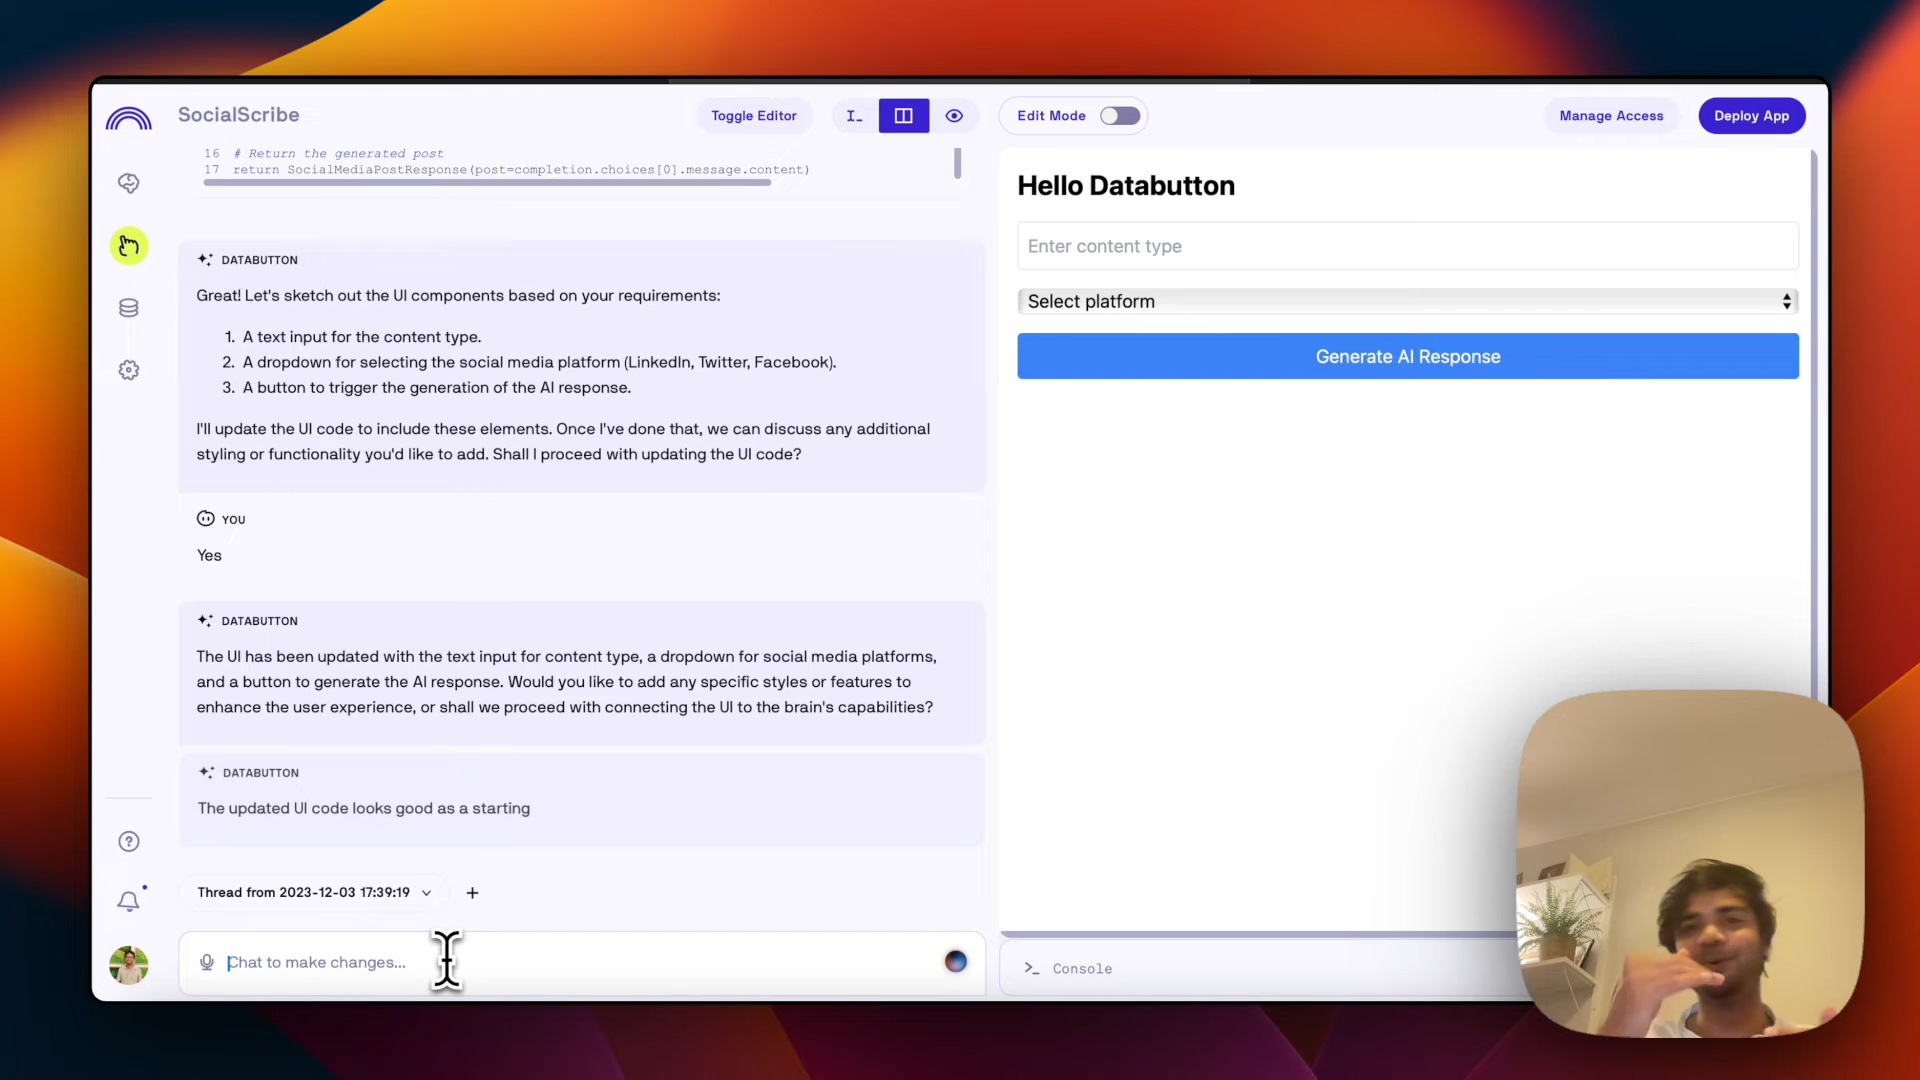 SocialScribe
Toggle Editor
I_
Edit Mode
Manage Access
Deploy App
16 # Return the generated post
17 return SocialMediaPostResponse(post=completion.choices[0].message.content)
DATABUTTON
Great! Let's sketch out the UI components based on your requirements:
1. A text input for the content type.
2. A dropdown for selecting the social media platform (LinkedIn, Twitter, Facebook).
3. A button to trigger the generation of the AI response.
I'll update the UI code to include these elements. Once I've done that, we can discuss any additional
styling or functionality you'd like to add. Shall I proceed with updating the UI code?
YOU
Yes
DATABUTTON
The UI has been updated with the text input for content type, a dropdown for social media platforms,
and a button to generate the AI response. Would you like to add any specific styles or features to
enhance the user experience, or shall we proceed with connecting the UI to the brain's capabilities?
DATABUTTON
The updated UI code looks good as a starting
Thread from 2023-12-03 17:39:19
Chat to make changes...
Hello Databutton
Enter content type
Select platform
Generate AI Response
Console